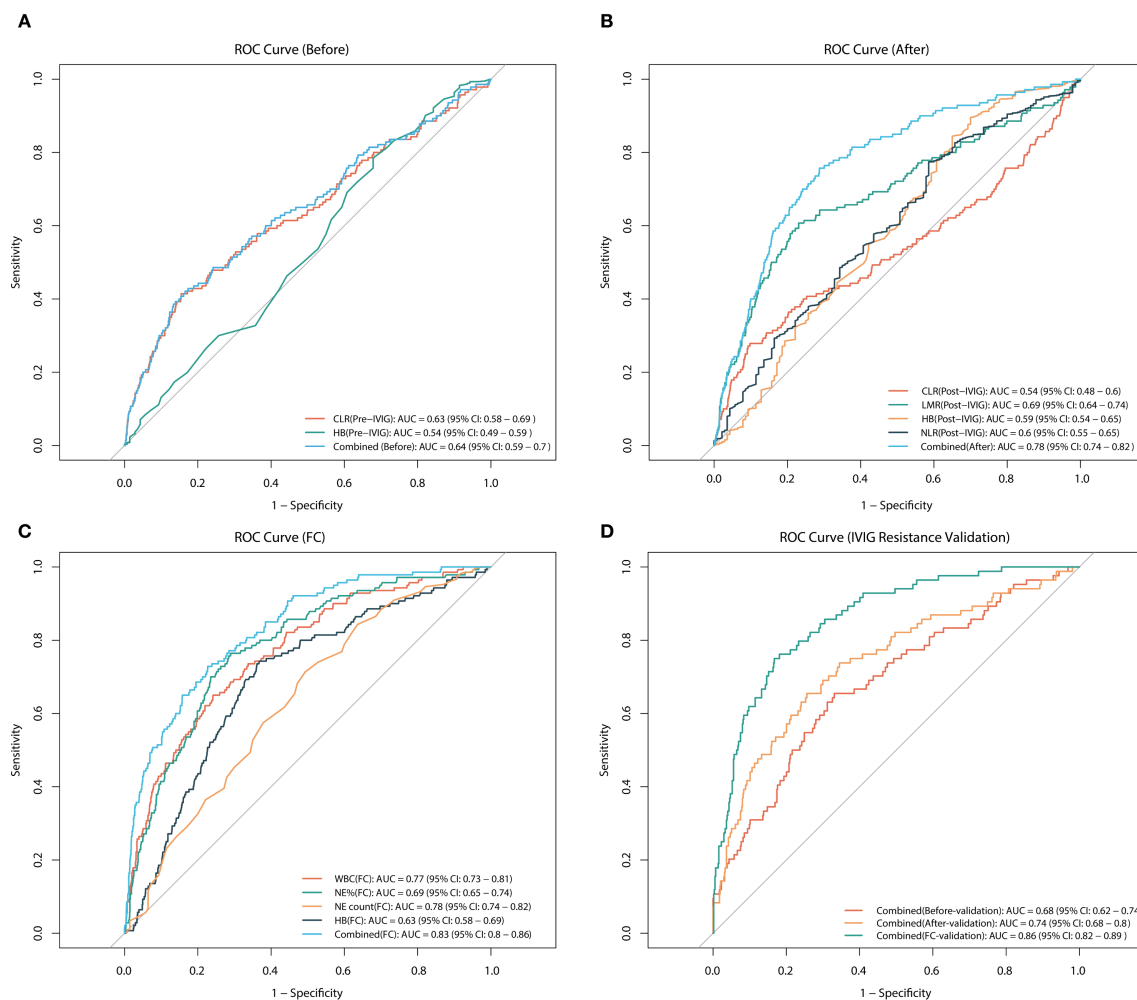 A
ROC Curve (Before)
Sensitivity
0.0
0.2
0.4
0.6
0.8
1.0
CLR(Pre−IVIG): AUC = 0.63 (95% CI: 0.58 − 0.69 )
HB(Pre−IVIG): AUC = 0.54 (95% CI: 0.49 − 0.59 )
Combined (Before): AUC = 0.64 (95% CI: 0.59 − 0.7 )
0.0 0.2 0.4 0.6 0.8 1.0
1 − Specificity
B
ROC Curve (After)
Sensitivity
0.0
0.2
0.4
0.6
0.8
1.0
CLR(Post−IVIG): AUC = 0.54 (95% CI: 0.48 − 0.6)
LMR(Post−IVIG): AUC = 0.69 (95% CI: 0.64 − 0.74)
HB(Post−IVIG): AUC = 0.59 (95% CI: 0.54 − 0.65)
NLR(Post−IVIG): AUC = 0.6 (95% CI: 0.55 − 0.65)
Combined(After): AUC = 0.78 (95% CI: 0.74 − 0.82 )
0.0 0.2 0.4 0.6 0.8 1.0
1 − Specificity
C
ROC Curve (FC)
Sensitivity
0.0
0.2
0.4
0.6
0.8
1.0
WBC(FC): AUC = 0.77 (95% CI: 0.73 − 0.81)
NE%(FC): AUC = 0.69 (95% CI: 0.65 − 0.74)
NE count(FC): AUC = 0.78 (95% CI: 0.74 − 0.82)
HB(FC): AUC = 0.63 (95% CI: 0.58 − 0.69)
Combined(FC): AUC = 0.83 (95% CI: 0.8 − 0.86)
0.0 0.2 0.4 0.6 0.8 1.0
1 − Specificity
D
ROC Curve (IVIG Resistance Validation)
Sensitivity
0.0
0.2
0.4
0.6
0.8
1.0
Combined(Before−validation): AUC = 0.68 (95% CI: 0.62 − 0.74
Combined(After−validation): AUC = 0.74 (95% CI: 0.68 − 0.8)
Combined(FC−validation): AUC = 0.86 (95% CI: 0.82 − 0.89 )
0.0 0.2 0.4 0.6 0.8 1.0
1 − Specificity